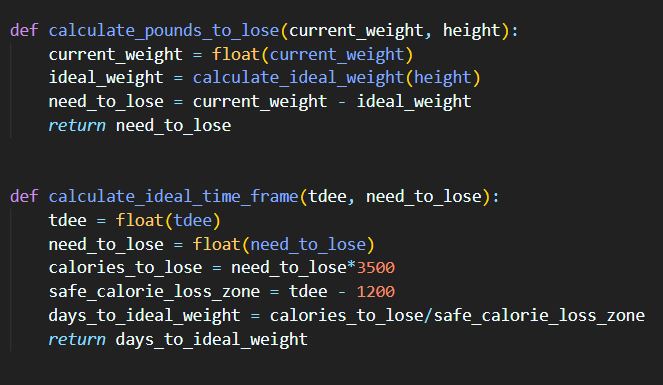 def calculate_pounds_to_lose(current_weight, height):
    current_weight = float(current_weight)
    ideal_weight = calculate_ideal_weight(height)
    need_to_lose = current_weight - ideal_weight
    return need_to_lose

def calculate_ideal_time_frame(tdee, need_to_lose):
    tdee = float(tdee)
    need_to_lose = float(need_to_lose)
    calories_to_lose = need_to_lose*3500
    safe_calorie_loss_zone = tdee - 1200
    days_to_ideal_weight = calories_to_lose/safe_calorie_loss_zone
    return days_to_ideal_weight